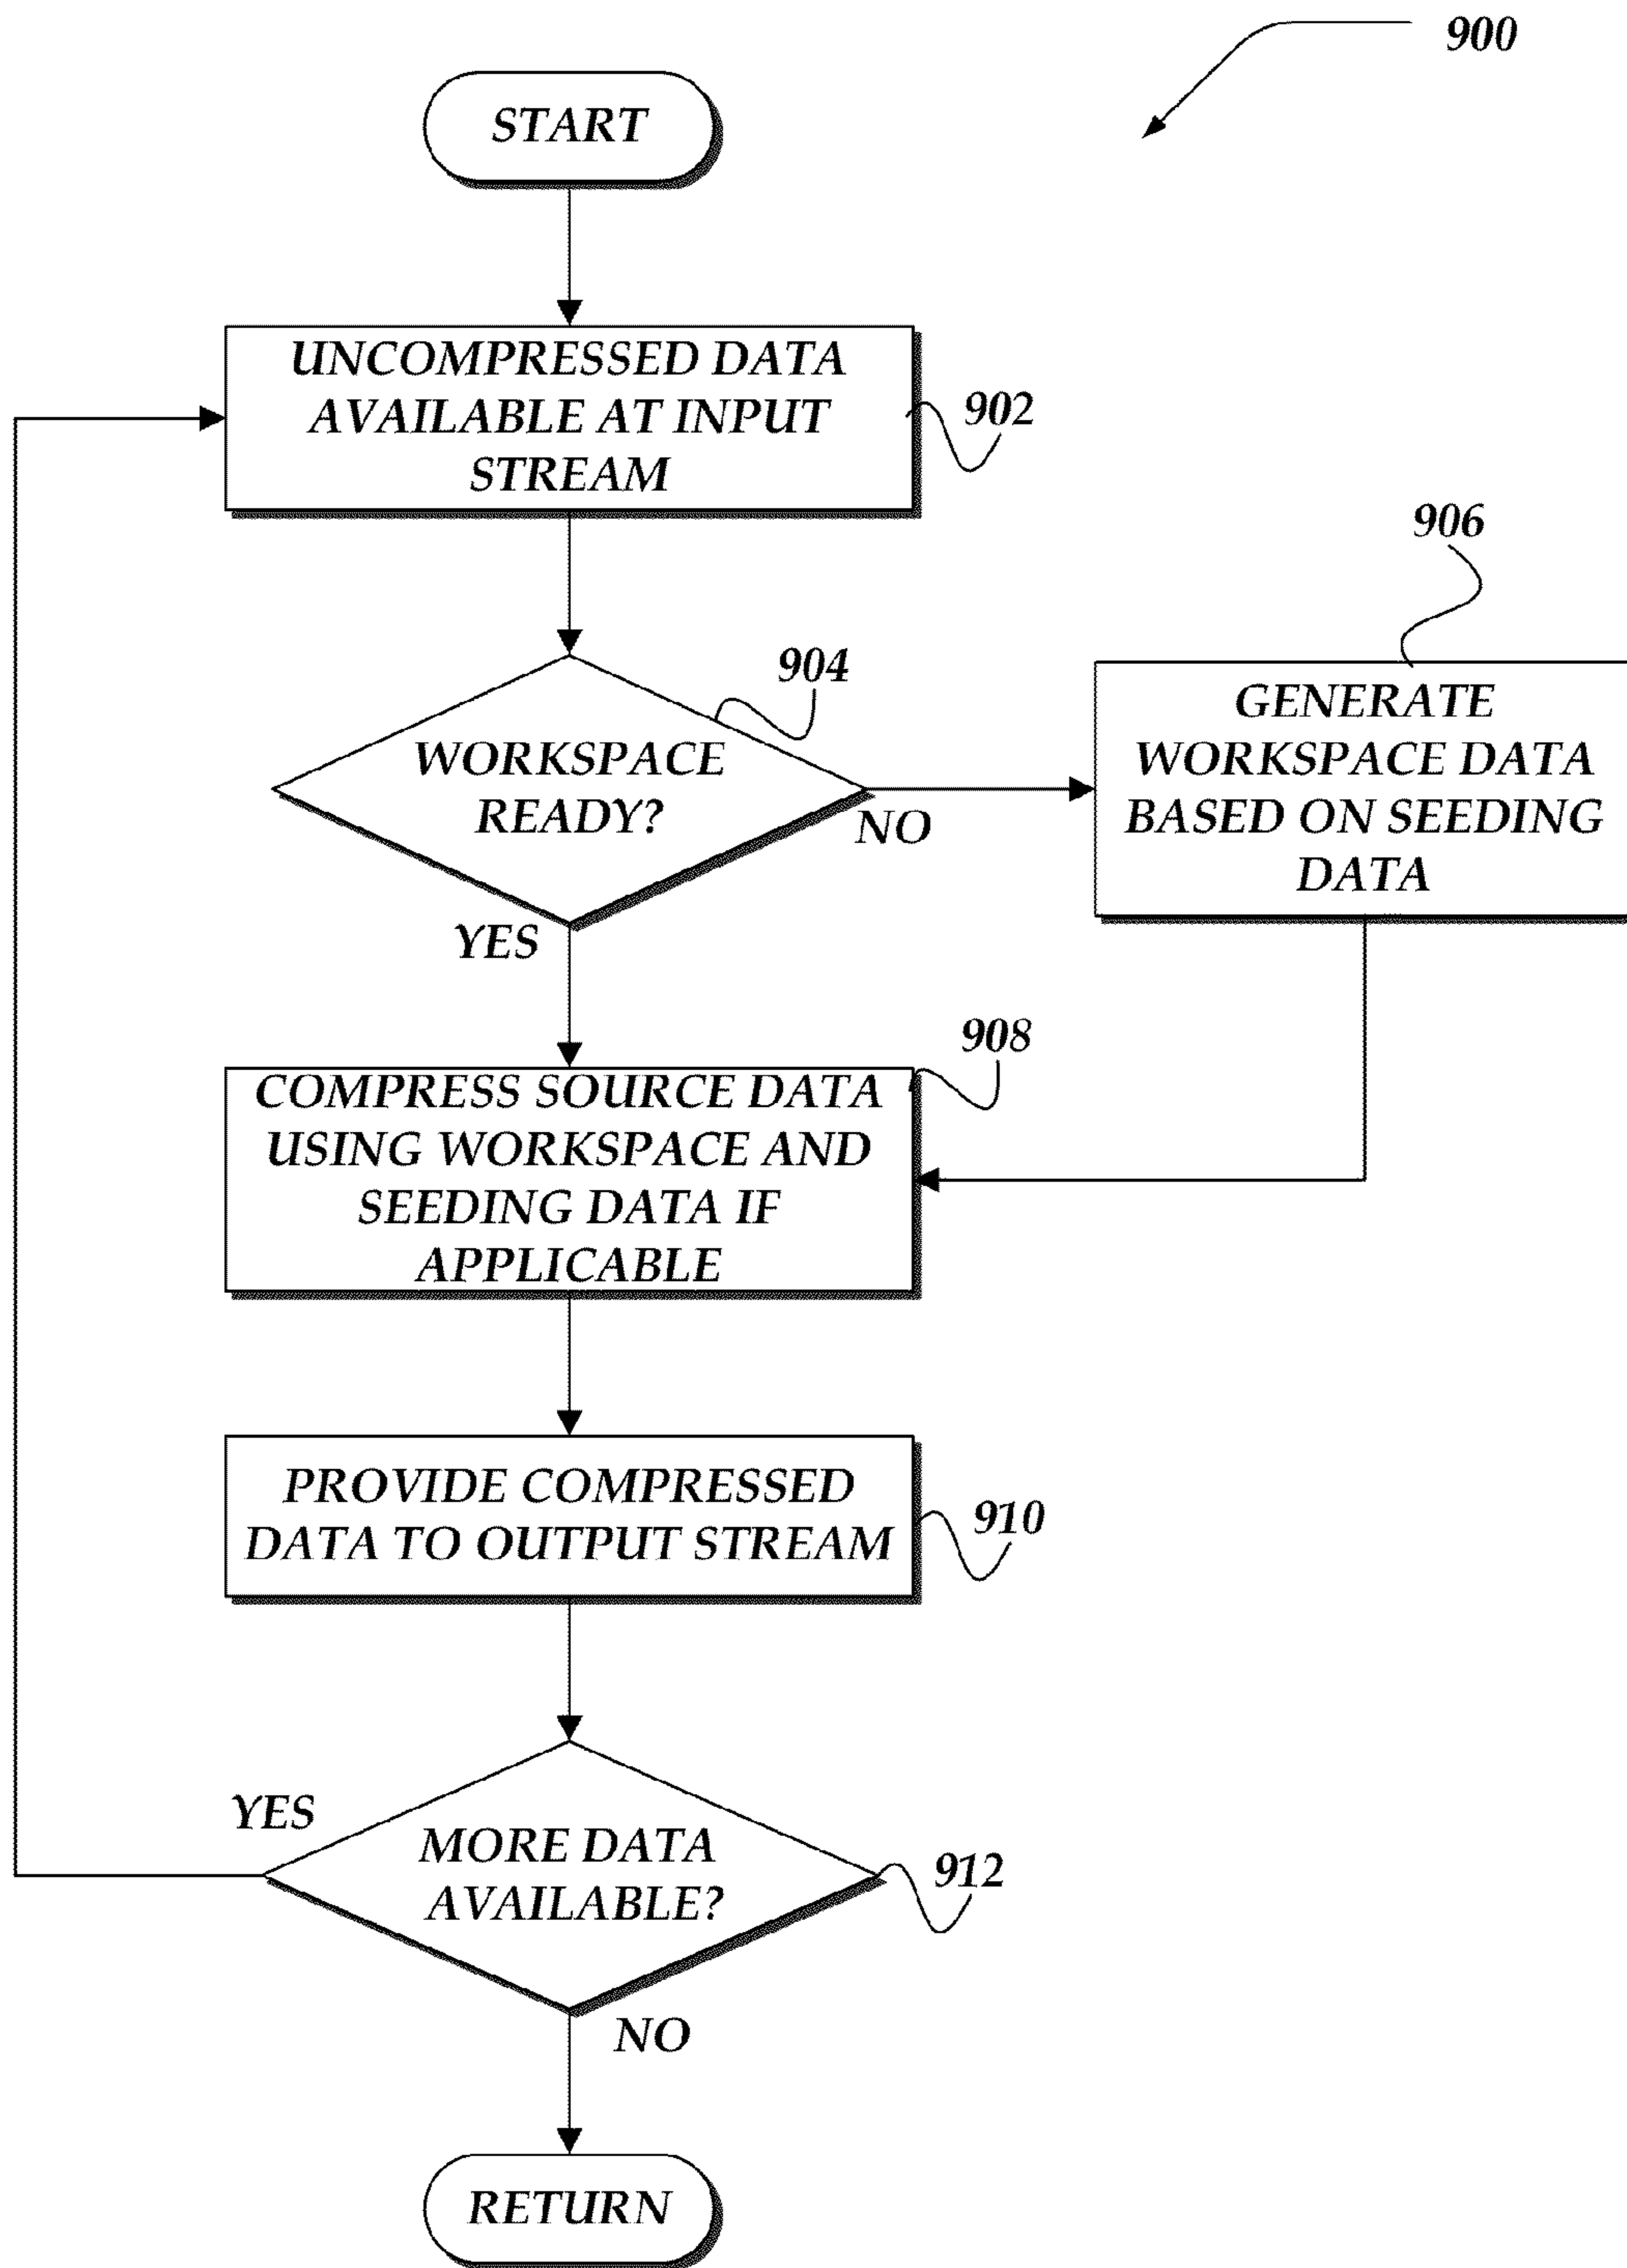 900
START
UNCOMPRESSED DATA
AVAILABLE AT INPUT
STREAM
902
904
WORKSPACE
READY?
NO
YES
906
GENERATE
WORKSPACE DATA
BASED ON SEEDING
DATA
908
COMPRESS SOURCE DATA
USING WORKSPACE AND
SEEDING DATA IF
APPLICABLE
PROVIDE COMPRESSED
DATA TO OUTPUT STREAM
910
YES
MORE DATA
AVAILABLE?
912
NO
RETURN